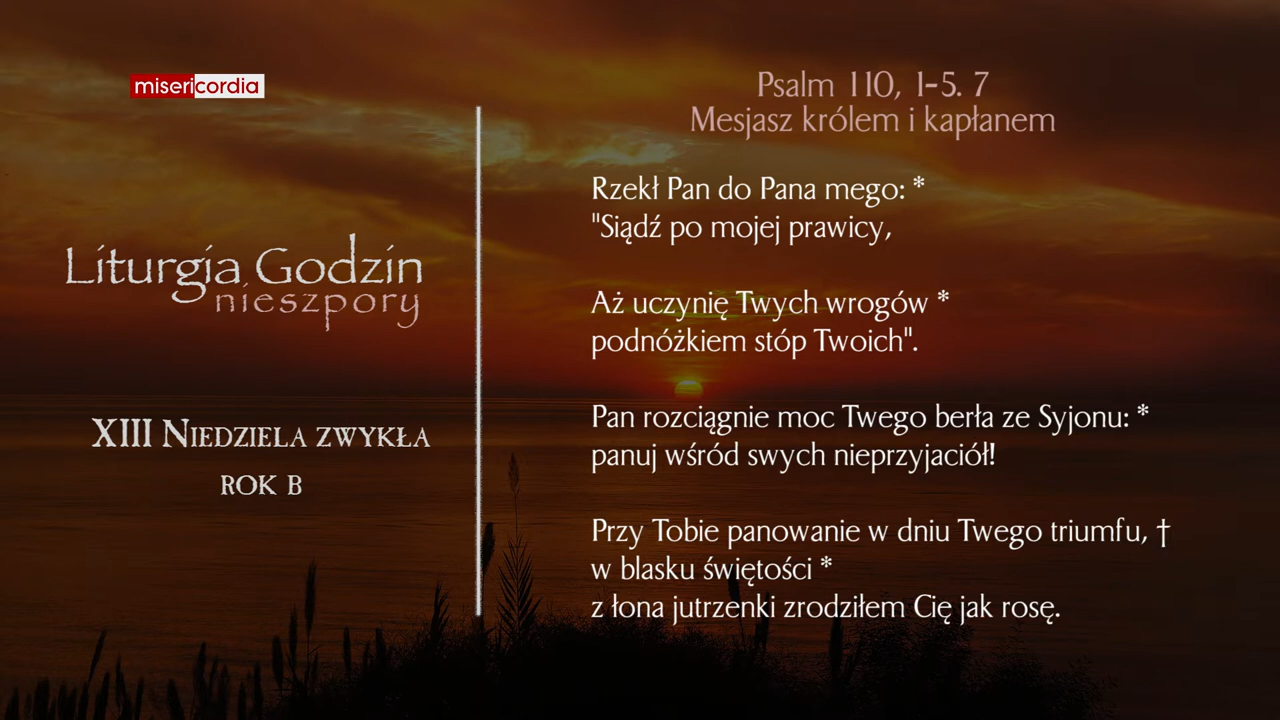 misericordia
Liturgia Godzin
nieszpory
XIII Niedziela zwykła
rok B
Psalm 110, 1-5. 7
Mesjasz królem i kapłanem
Rzekł Pan do Pana mego: *
"Siądź po mojej prawicy,
Aż uczynię Twych wrogów *
podnóżkiem stóp Twoich".
Pan rozciągnie moc Twego berła ze Syjonu: *
panuj wśród swych nieprzyjaciół!
Przy Tobie panowanie w dniu Twego triumfu, †
w blasku świętości *
z łona jutrzenki zrodziłem Cię jak rosę.